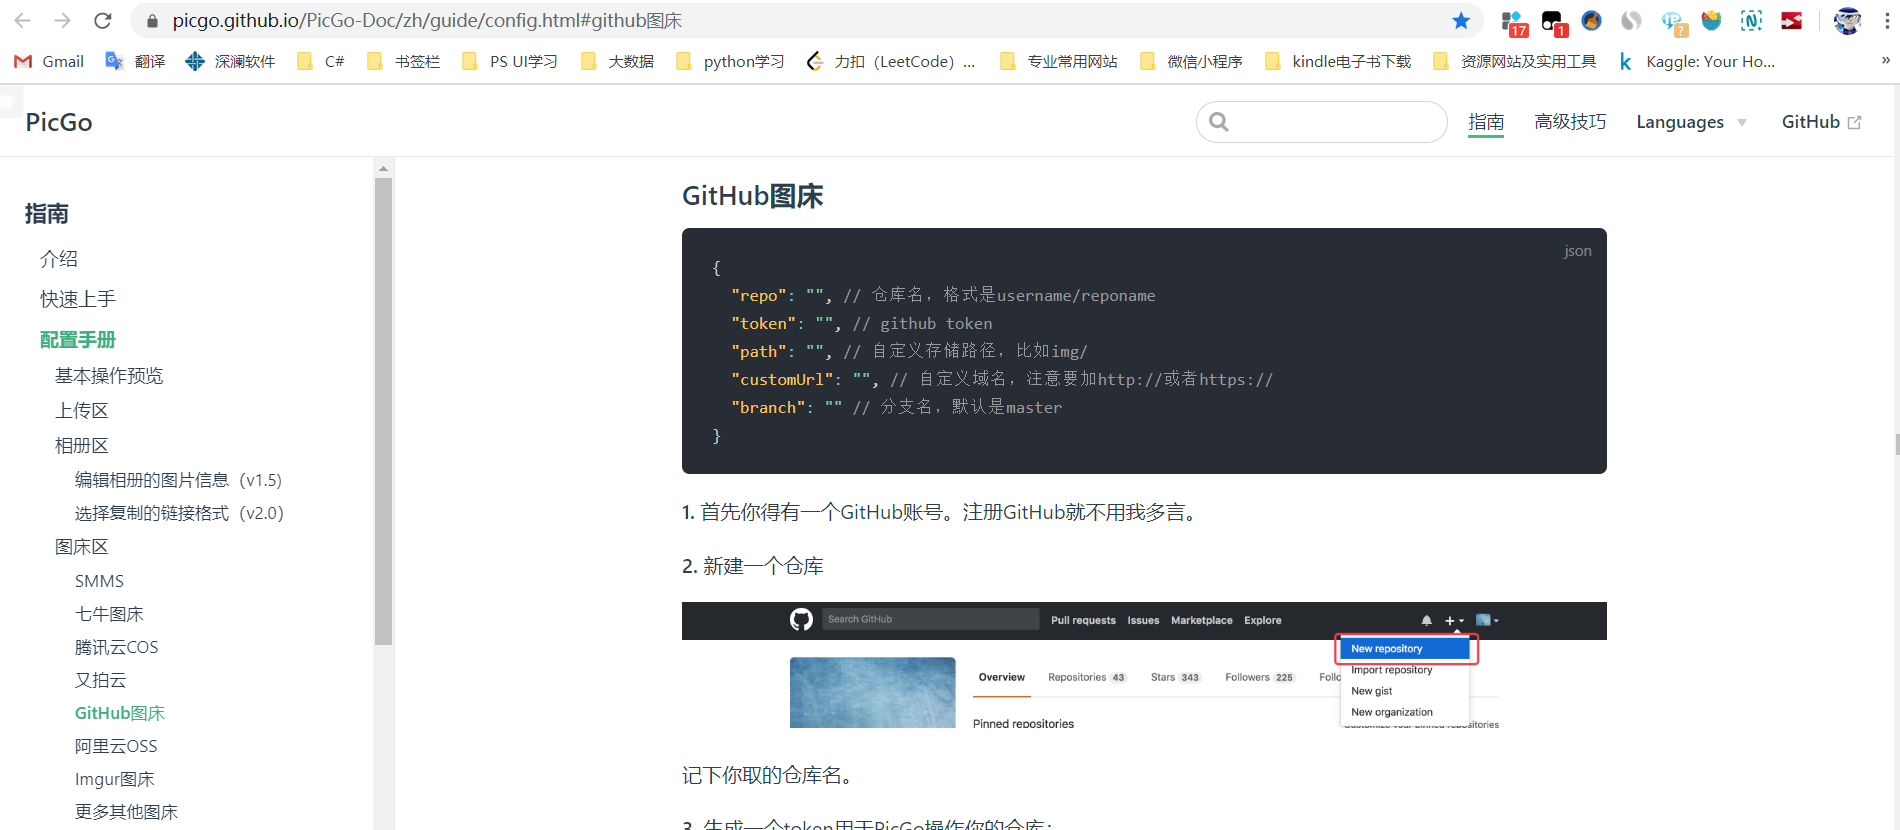 picgo.github.io/PicGo-Doc/zh/guide/config.html#github图床
17
1
?
Gmail
翻译
深澜软件
C#
书签栏
PS UI学习
大数据
python学习
力扣（LeetCode）...
专业常用网站
微信小程序
kindle电子书下载
资源网站及实用工具
Kaggle: Your Ho...
»
PicGo
指南
高级技巧
Languages
GitHub
指南
介绍
快速上手
配置手册
基本操作预览
上传区
相册区
编辑相册的图片信息（v1.5)
选择复制的链接格式（v2.0）
图床区
SMMS
七牛图床
腾讯云COS
又拍云
GitHub图床
阿里云OSS
Imgur图床
更多其他图床
GitHub图床
json
{
"repo": "", // 仓库名，格式是username/reponame
"token": "", // github token
"path": "", // 自定义存储路径，比如img/
"customUrl": "", // 自定义域名，注意要加http://或者https://
"branch": "" // 分支名，默认是master
}
1. 首先你得有一个GitHub账号。注册GitHub就不用我多言。
2. 新建一个仓库
Search GitHub
Pull requests Issues Marketplace Explore
New repository
Import repository
New gist
New organization
Overview Repositories 43 Stars 343 Followers 225 Follo
Pinned repositories
Customize your pinned repositories
记下你取的仓库名。
3. 生成一个token用于PicGo操作你的仓库：